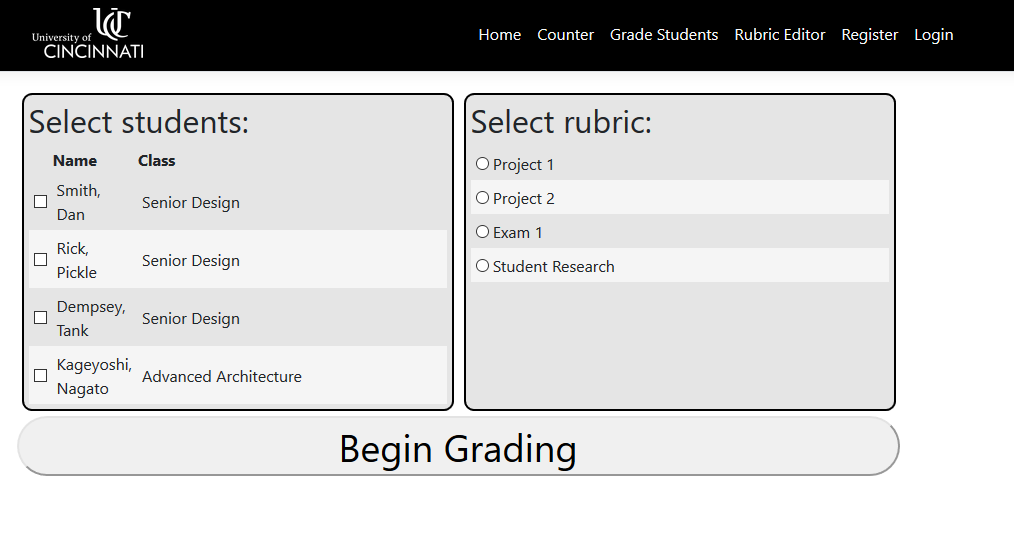 University of
CINCINNATI
UC
Home Counter Grade Students Rubric Editor Register Login
Select students:
Name Class
Smith,
Dan
Senior Design
Rick,
Pickle
Senior Design
Dempsey,
Tank
Senior Design
Kageyoshi,
Nagato
Advanced Architecture
Select rubric:
Project 1
Project 2
Exam 1
Student Research
Begin Grading